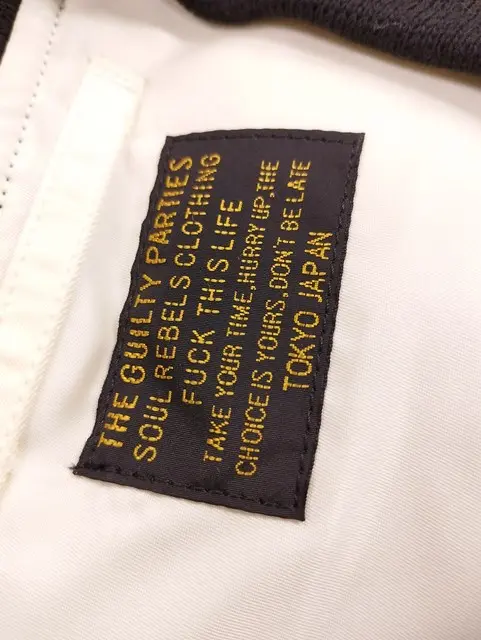 THE GUILTY PARTIES
SOUL REBELS CLOTHING
FUCK THIS LIFE
TAKE YOUR TIME,HURRY UP,THE
CHOICE IS YOURS,DON'T BE LATE
TOKYO JAPAN